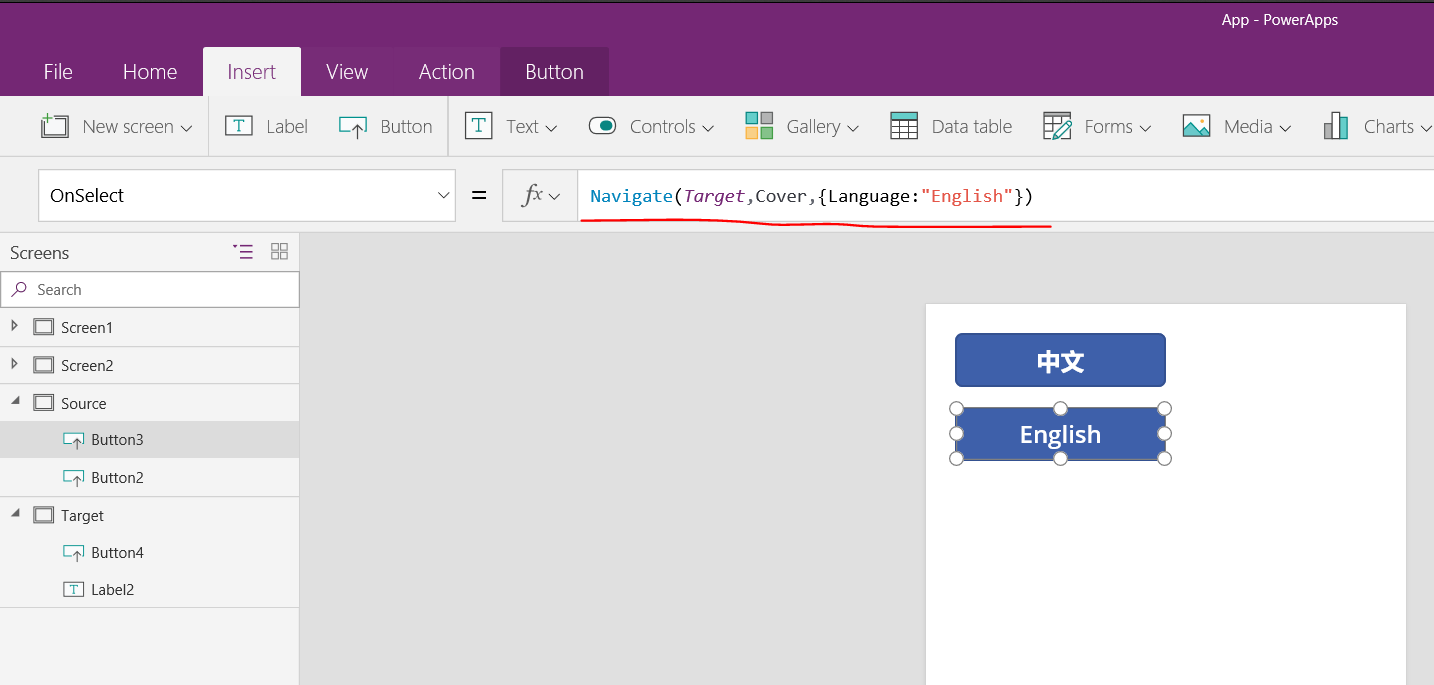 App - PowerApps
File Home Insert View Action Button
New screen Label Button Text Controls Gallery Data table Forms Media Charts
OnSelect = fx Navigate(Target,Cover,{Language:"English"})
Screens
Search
Screen1
Screen2
Source
Button3
Button2
Target
Button4
Label2
中文
English